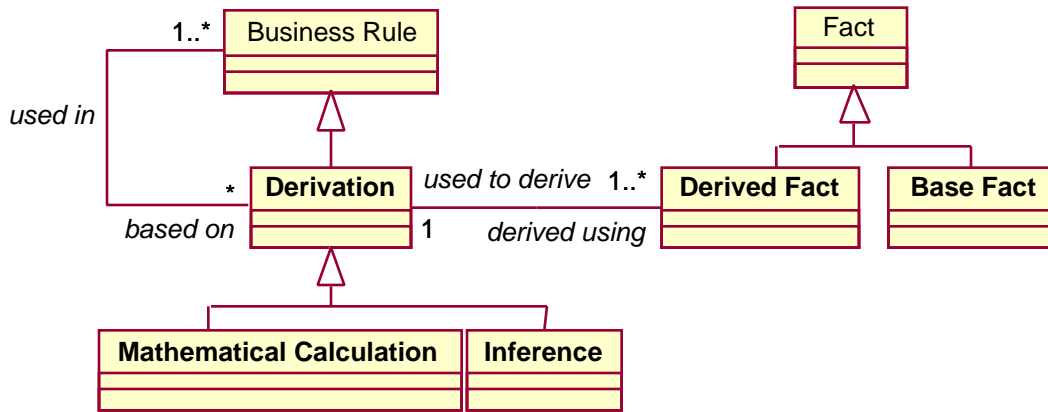 1..*
Business Rule
Fact
used in
*
Derivation
used to derive
1..*
Derived Fact
Base Fact
based on
1
derived using
Mathematical Calculation
Inference